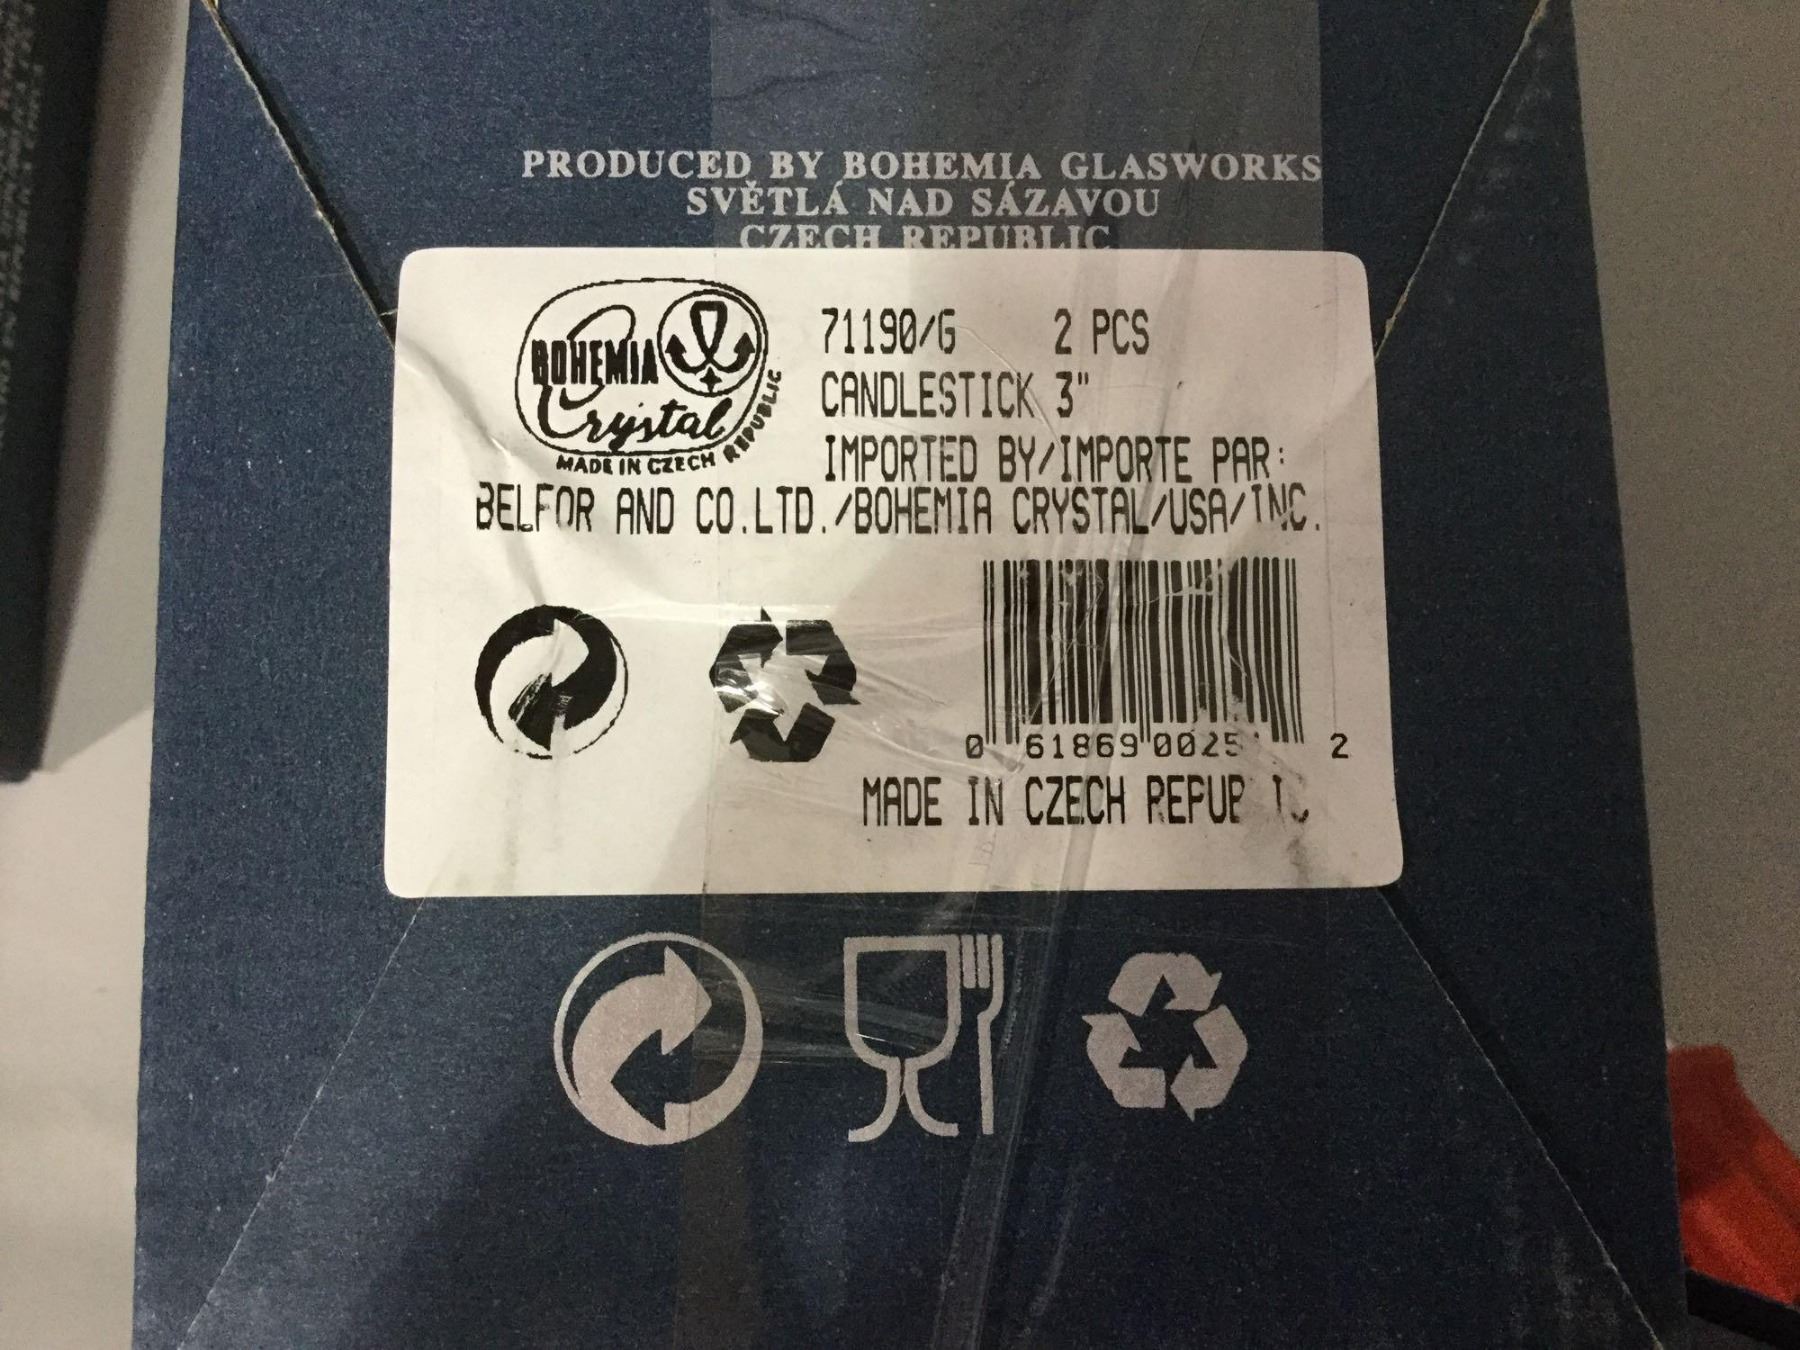 PRODUCED BY BOHEMIA GLASWORKS
SVĚTLÁ NAD SÁZAVOU
CZECH REPUBLIC
BOHEMIA
Crystal
MADE IN CZECH REPUBLIC
71190/G 2 PCS
CANDLESTICK 3"
IMPORTED BY/IMPORTE PAR:
BELFOR AND CO.LTD./BOHEMIA CRYSTAL/USA/INC.
0 61869 0025 2
MADE IN CZECH REPUBLIC